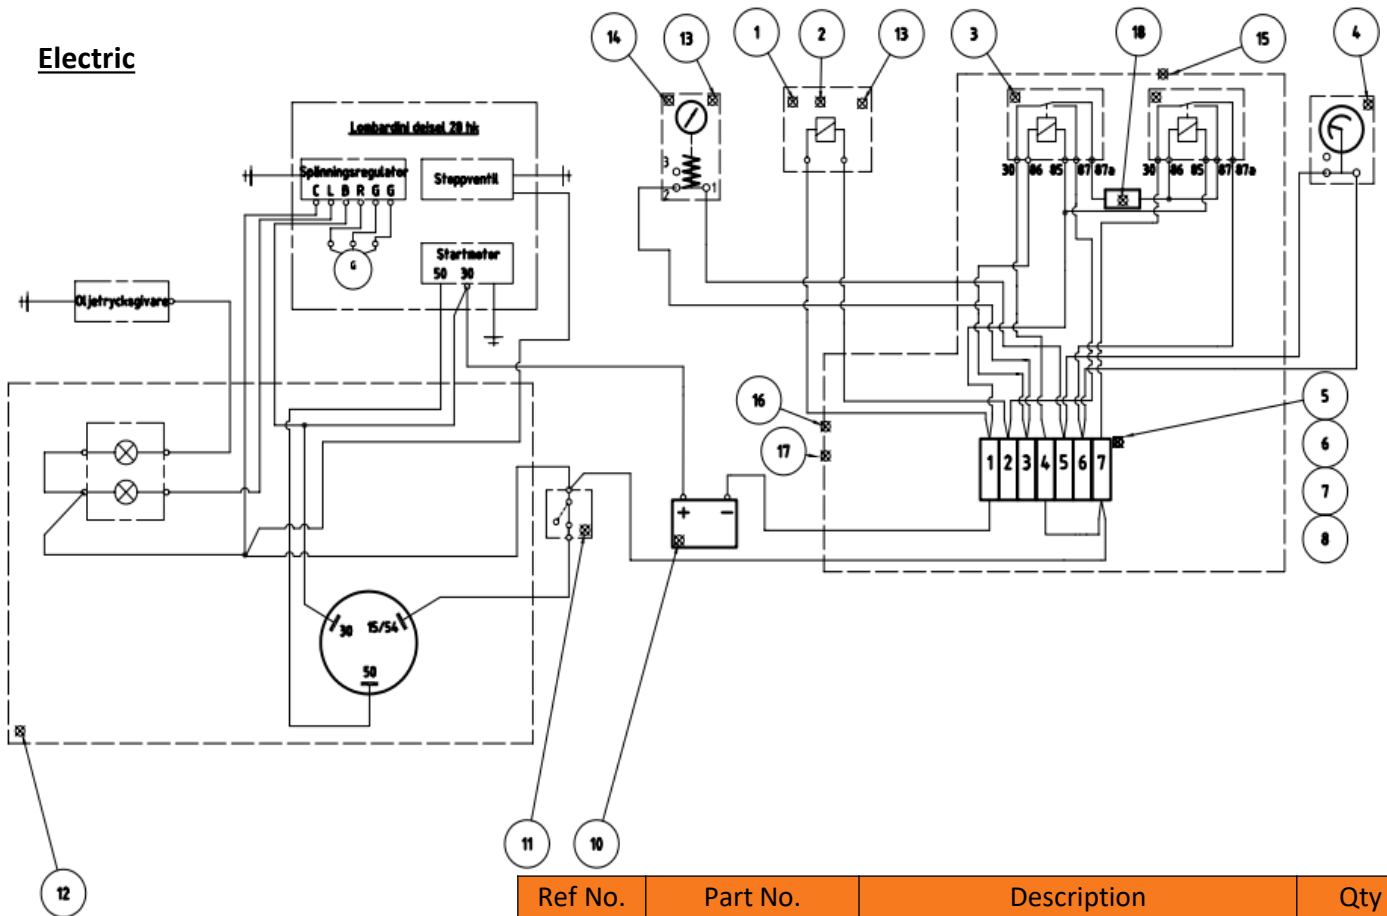 Electric
14 13 1 2 13 3 18 15 4
Lombardini deisel 20 hk
Spänningsregulator
C L B R G G
Stoppventil
G
Startmotor
50 30
Oljetrycksgivare
3
2 1
30 86 85 87 87a
30 86 85 87 87a
16
17
5
6
7
8
1 2 3 4 5 6 7
+ −
30 15/54
50
11 10
12
Ref No. Part No. Description Qty